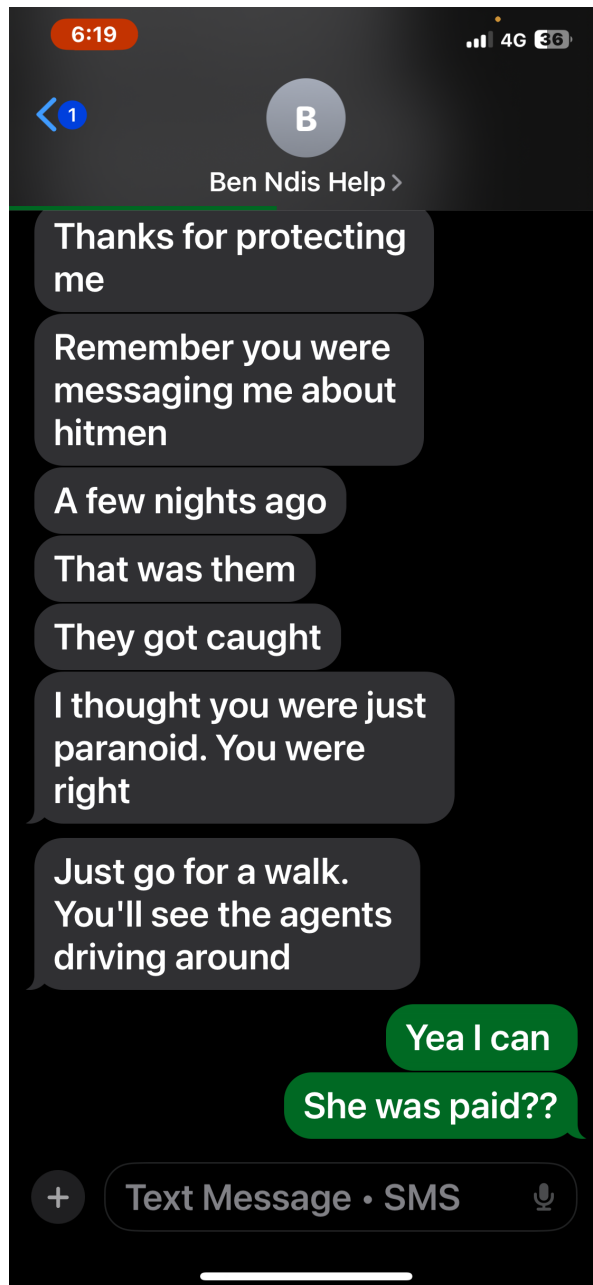 6:19
4G 36
1
B
Ben Ndis Help
Thanks for protecting
me
Remember you were
messaging me about
hitmen
A few nights ago
That was them
They got caught
I thought you were just
paranoid. You were
right
Just go for a walk.
You'll see the agents
driving around
Yea I can
She was paid??
Text Message • SMS